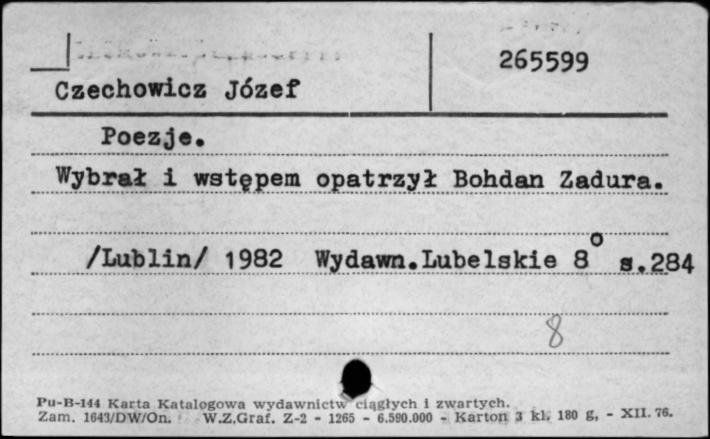 265599
Czechowicz Józef
Poezje.
Wybrał i wstępem opatrzył Bohdan Zadura.
/Lublin/ 1982 Wydawn.Lubelskie 8° s.284
8
Pu-B-144 Karta Katalogowa wydawnictw ciągłych i zwartych.
Zam. 1643/DW/On. W.Z.Graf. Z-2 - 1265 - 6.590.000 - Karton 3 kl. 180 g, - XII. 76.